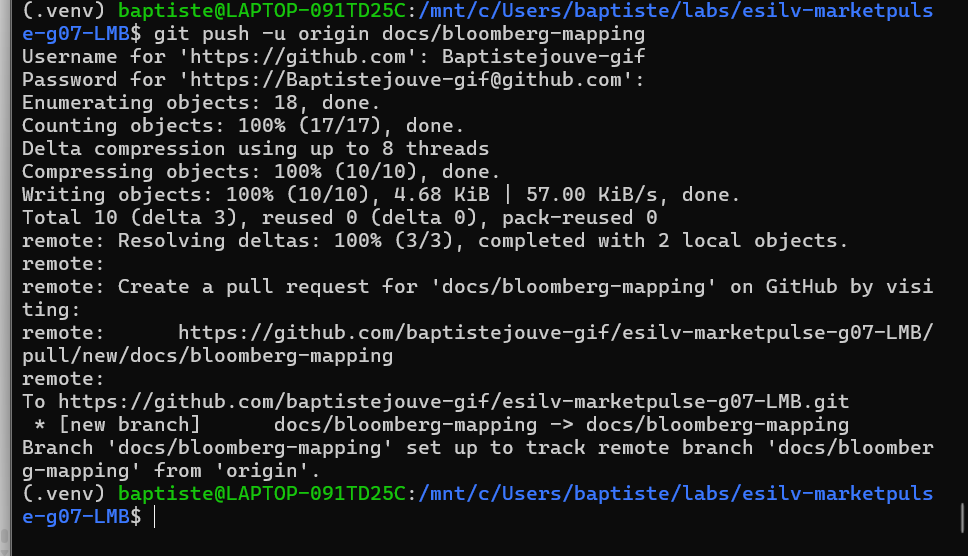 (.venv) baptiste@LAPTOP-091TD25C:/mnt/c/Users/baptiste/labs/esilv-marketpuls
e-g07-LMB$ git push -u origin docs/bloomberg-mapping
Username for 'https://github.com': Baptistejouve-gif
Password for 'https://Baptistejouve-gif@github.com':
Enumerating objects: 18, done.
Counting objects: 100% (17/17), done.
Delta compression using up to 8 threads
Compressing objects: 100% (10/10), done.
Writing objects: 100% (10/10), 4.68 KiB | 57.00 KiB/s, done.
Total 10 (delta 3), reused 0 (delta 0), pack-reused 0
remote: Resolving deltas: 100% (3/3), completed with 2 local objects.
remote:
remote: Create a pull request for 'docs/bloomberg-mapping' on GitHub by visi
ting:
remote:      https://github.com/baptistejouve-gif/esilv-marketpulse-g07-LMB/
pull/new/docs/bloomberg-mapping
remote:
To https://github.com/baptistejouve-gif/esilv-marketpulse-g07-LMB.git
 * [new branch]      docs/bloomberg-mapping -> docs/bloomberg-mapping
Branch 'docs/bloomberg-mapping' set up to track remote branch 'docs/bloomber
g-mapping' from 'origin'.
(.venv) baptiste@LAPTOP-091TD25C:/mnt/c/Users/baptiste/labs/esilv-marketpuls
e-g07-LMB$